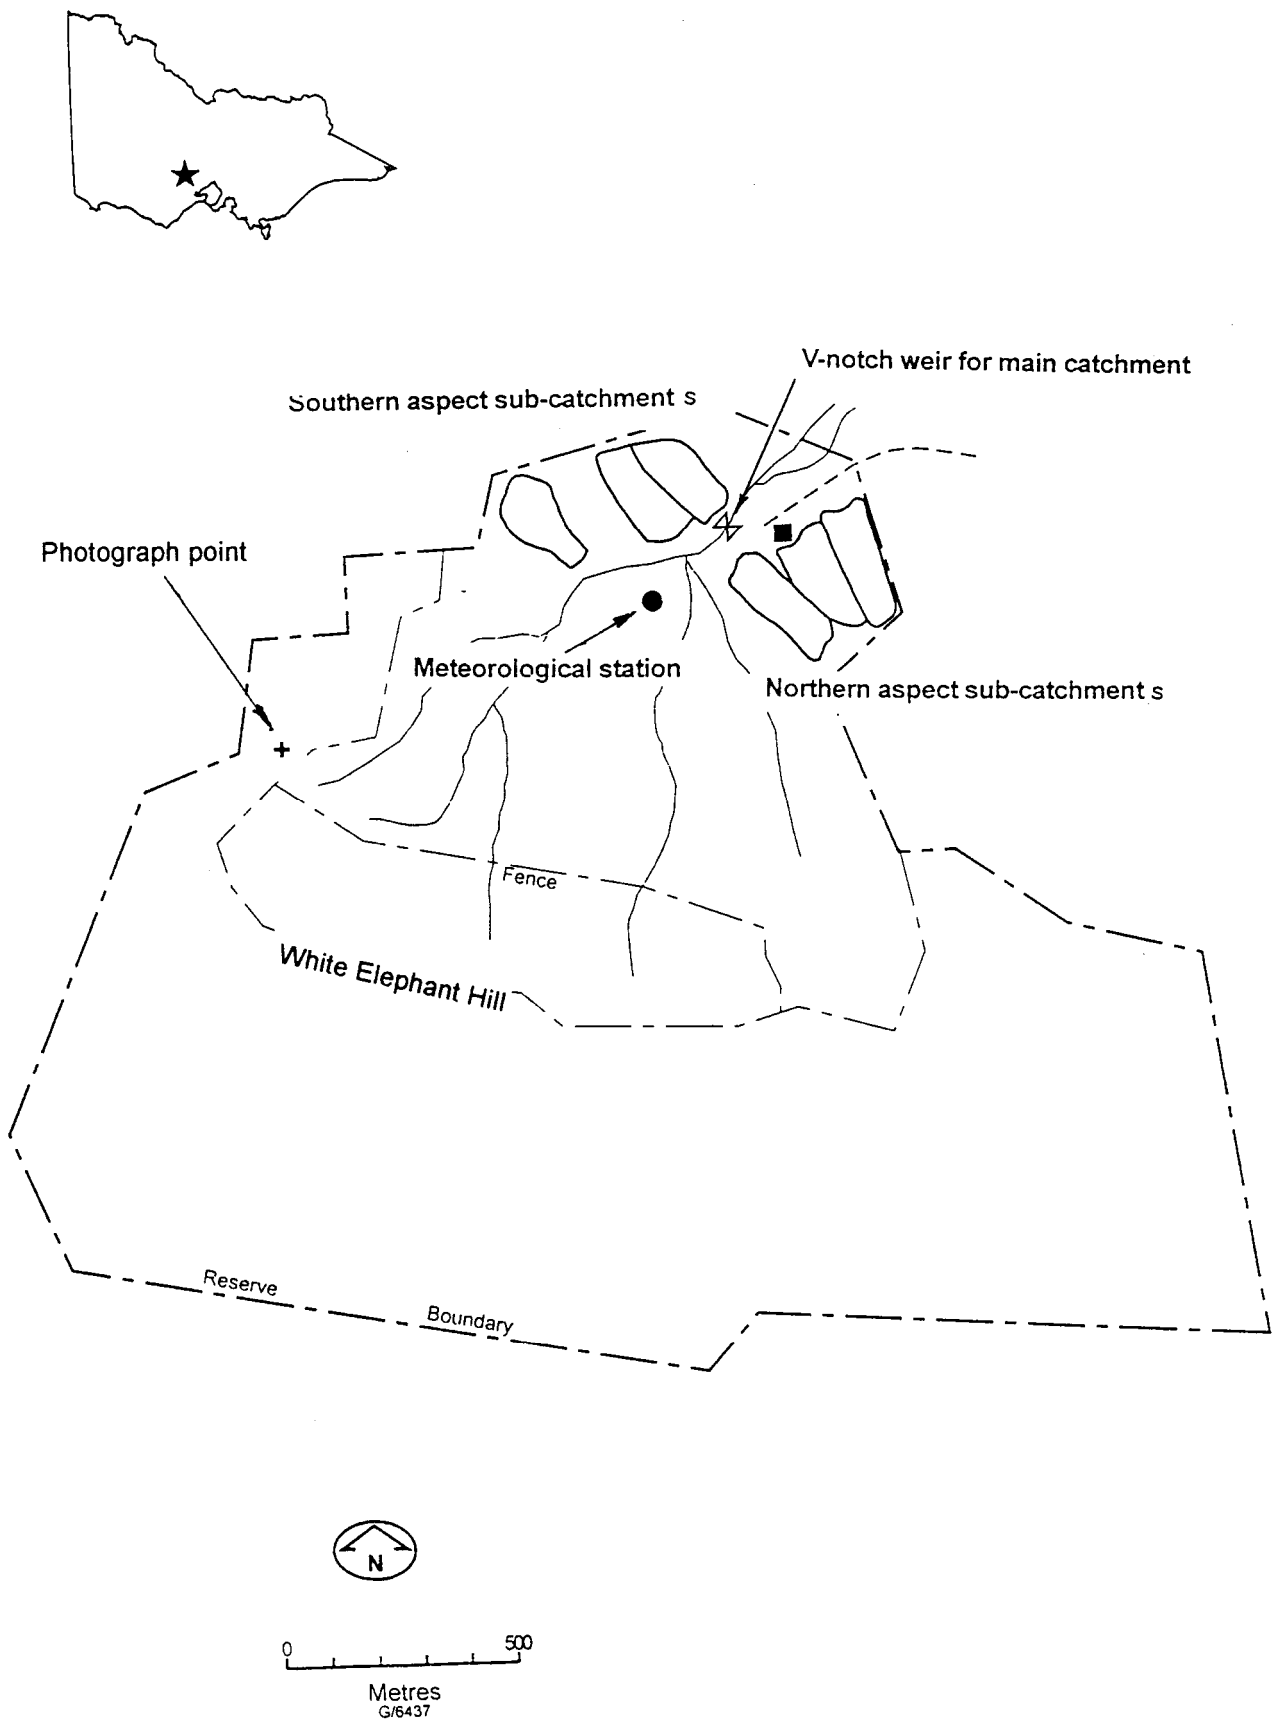 V-notch weir for main catchment
Southern aspect sub-catchment s
Photograph point
Meteorological station
Northern aspect sub-catchment s
Fence
White Elephant Hill
Reserve
Boundary
N
0 500
Metres
G/6437